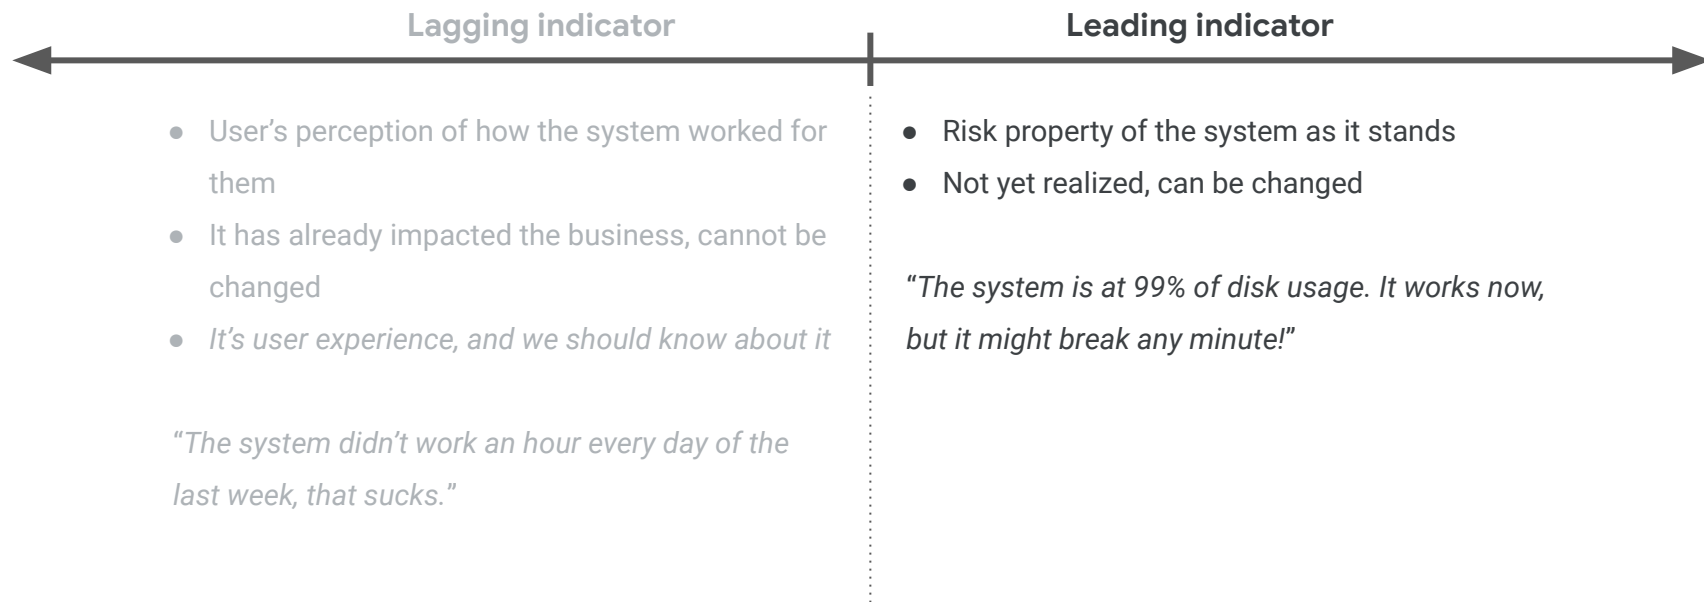 Lagging indicator
● User’s perception of how the system worked for
them
● It has already impacted the business, cannot be
changed
● It’s user experience, and we should know about it
“The system didn’t work an hour every day of the
last week, that sucks.”
Leading indicator
● Risk property of the system as it stands
● Not yet realized, can be changed
“The system is at 99% of disk usage. It works now,
but it might break any minute!”